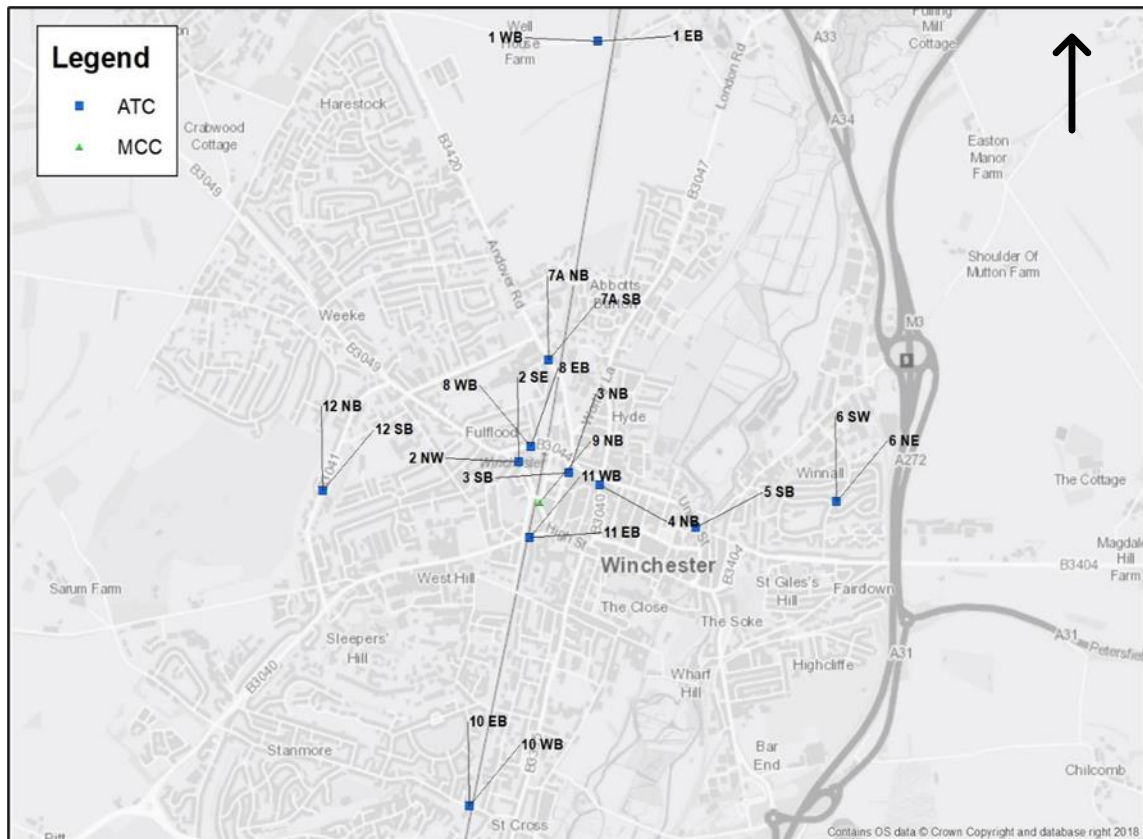 Legend
ATC
MCC
Well
House
Farm
1 WB
1 EB
Fulling
Mill
Cottage
A33
London Rd
A34
Harestock
Crabwood
Cottage
B3420
B3049
B3047
Easton
Manor
Farm
Shoulder Of
Mutton Farm
Andover Rd
7A NB
Abbotts
Barton
7A SB
Weeke
M3
B3049
8 WB
2 SE
8 EB
3 NB
Hyde
12 NB
12 SB
Fulflood
B3044
Winchester
9 NB
6 SW
6 NE
2 NW
3 SB
11 WB
Winnall
A272
The Cottage
5 SB
B3040
4 NB
High St
11 EB
Winchester
B3404
B3404
Magdalen
Hill
Farm
West Hill
St Giles's
Hill
Fairdown
Sarum Farm
The Close
The Soke
Sleepers'
Hill
Highcliffe
A31
Petersfield
A31
B3040
Wharf
Hill
10 EB
10 WB
Stanmore
Bar
End
Chilcomb
Pitt
St Cross
Contains OS data © Crown Copyright and database right 2018